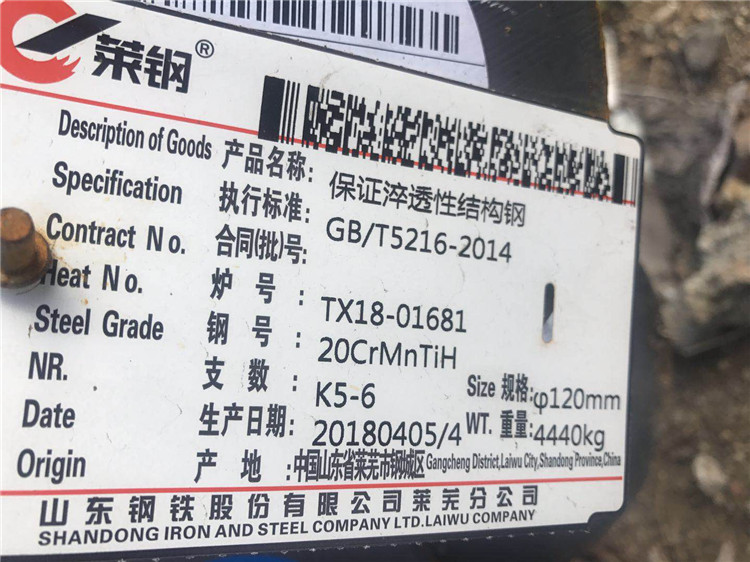 莱钢®
Description of Goods 产品名称: 保证淬透性结构钢
Specification 执行标准: GB/T5216-2014
Contract No. 合同(批)号:
Heat No. 炉 号 : TX18-01681
Steel Grade 钢 号 : 20CrMnTiH
NR. 支 数 : K5-6 Size 规格: φ120mm
Date 生产日期: 20180405/4 WT. 重量: 4440kg
Origin 产 地 : 中国山东省莱芜市钢城区 Gangcheng District,Laiwu City,Shandong Province,China
山东钢铁股份有限公司莱芜分公司
SHANDONG IRON AND STEEL COMPANY LTD.LAIWU COMPANY